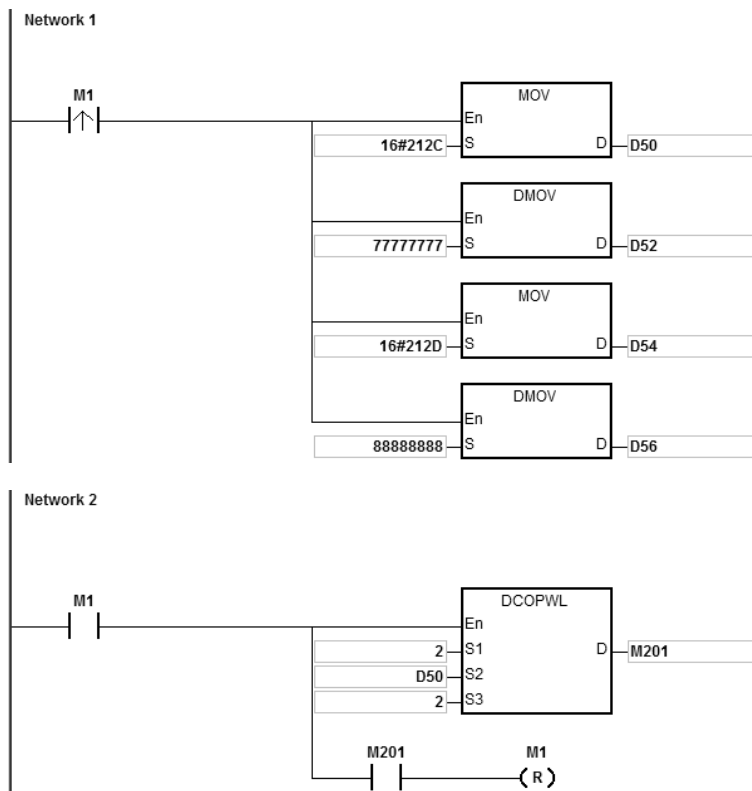 Network 1
M1
MOV
En
16#212C S D D50
DMOV
En
77777777 S D D52
MOV
En
16#212D S D D54
DMOV
En
88888888 S D D56
Network 2
M1
DCOPWL
En
2 S1 D M201
D50 S2
2 S3
M201 M1
R